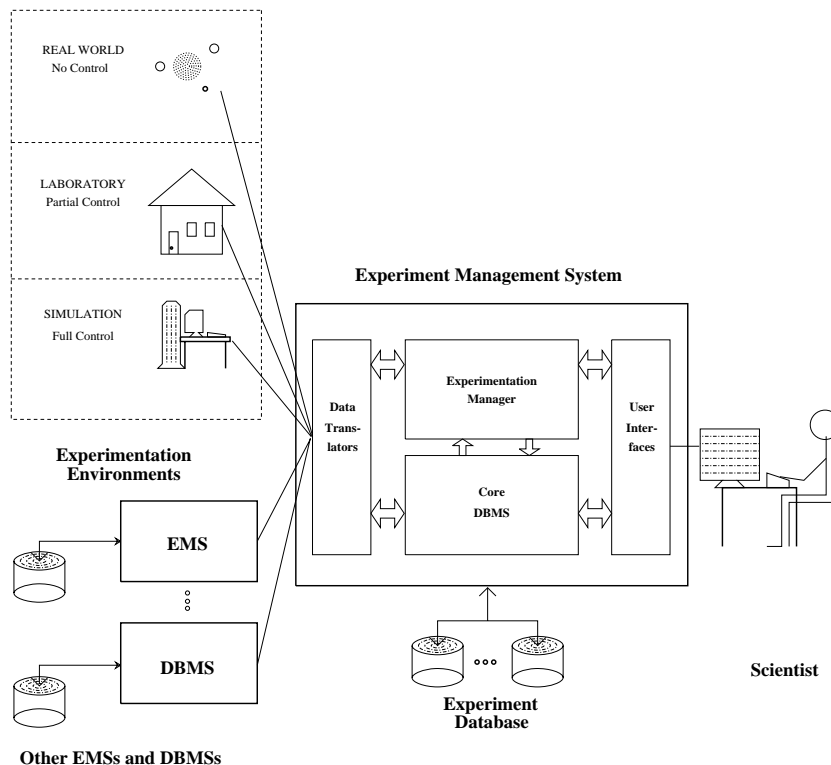 REAL WORLD
No Control
LABORATORY
Partial Control
SIMULATION
Full Control
Experimentation
Environments
EMS
DBMS
Other EMSs and DBMSs
Experiment Management System
Data
Trans-
lators
Experimentation
Manager
Core
DBMS
User
Inter-
faces
Experiment
Database
Scientist